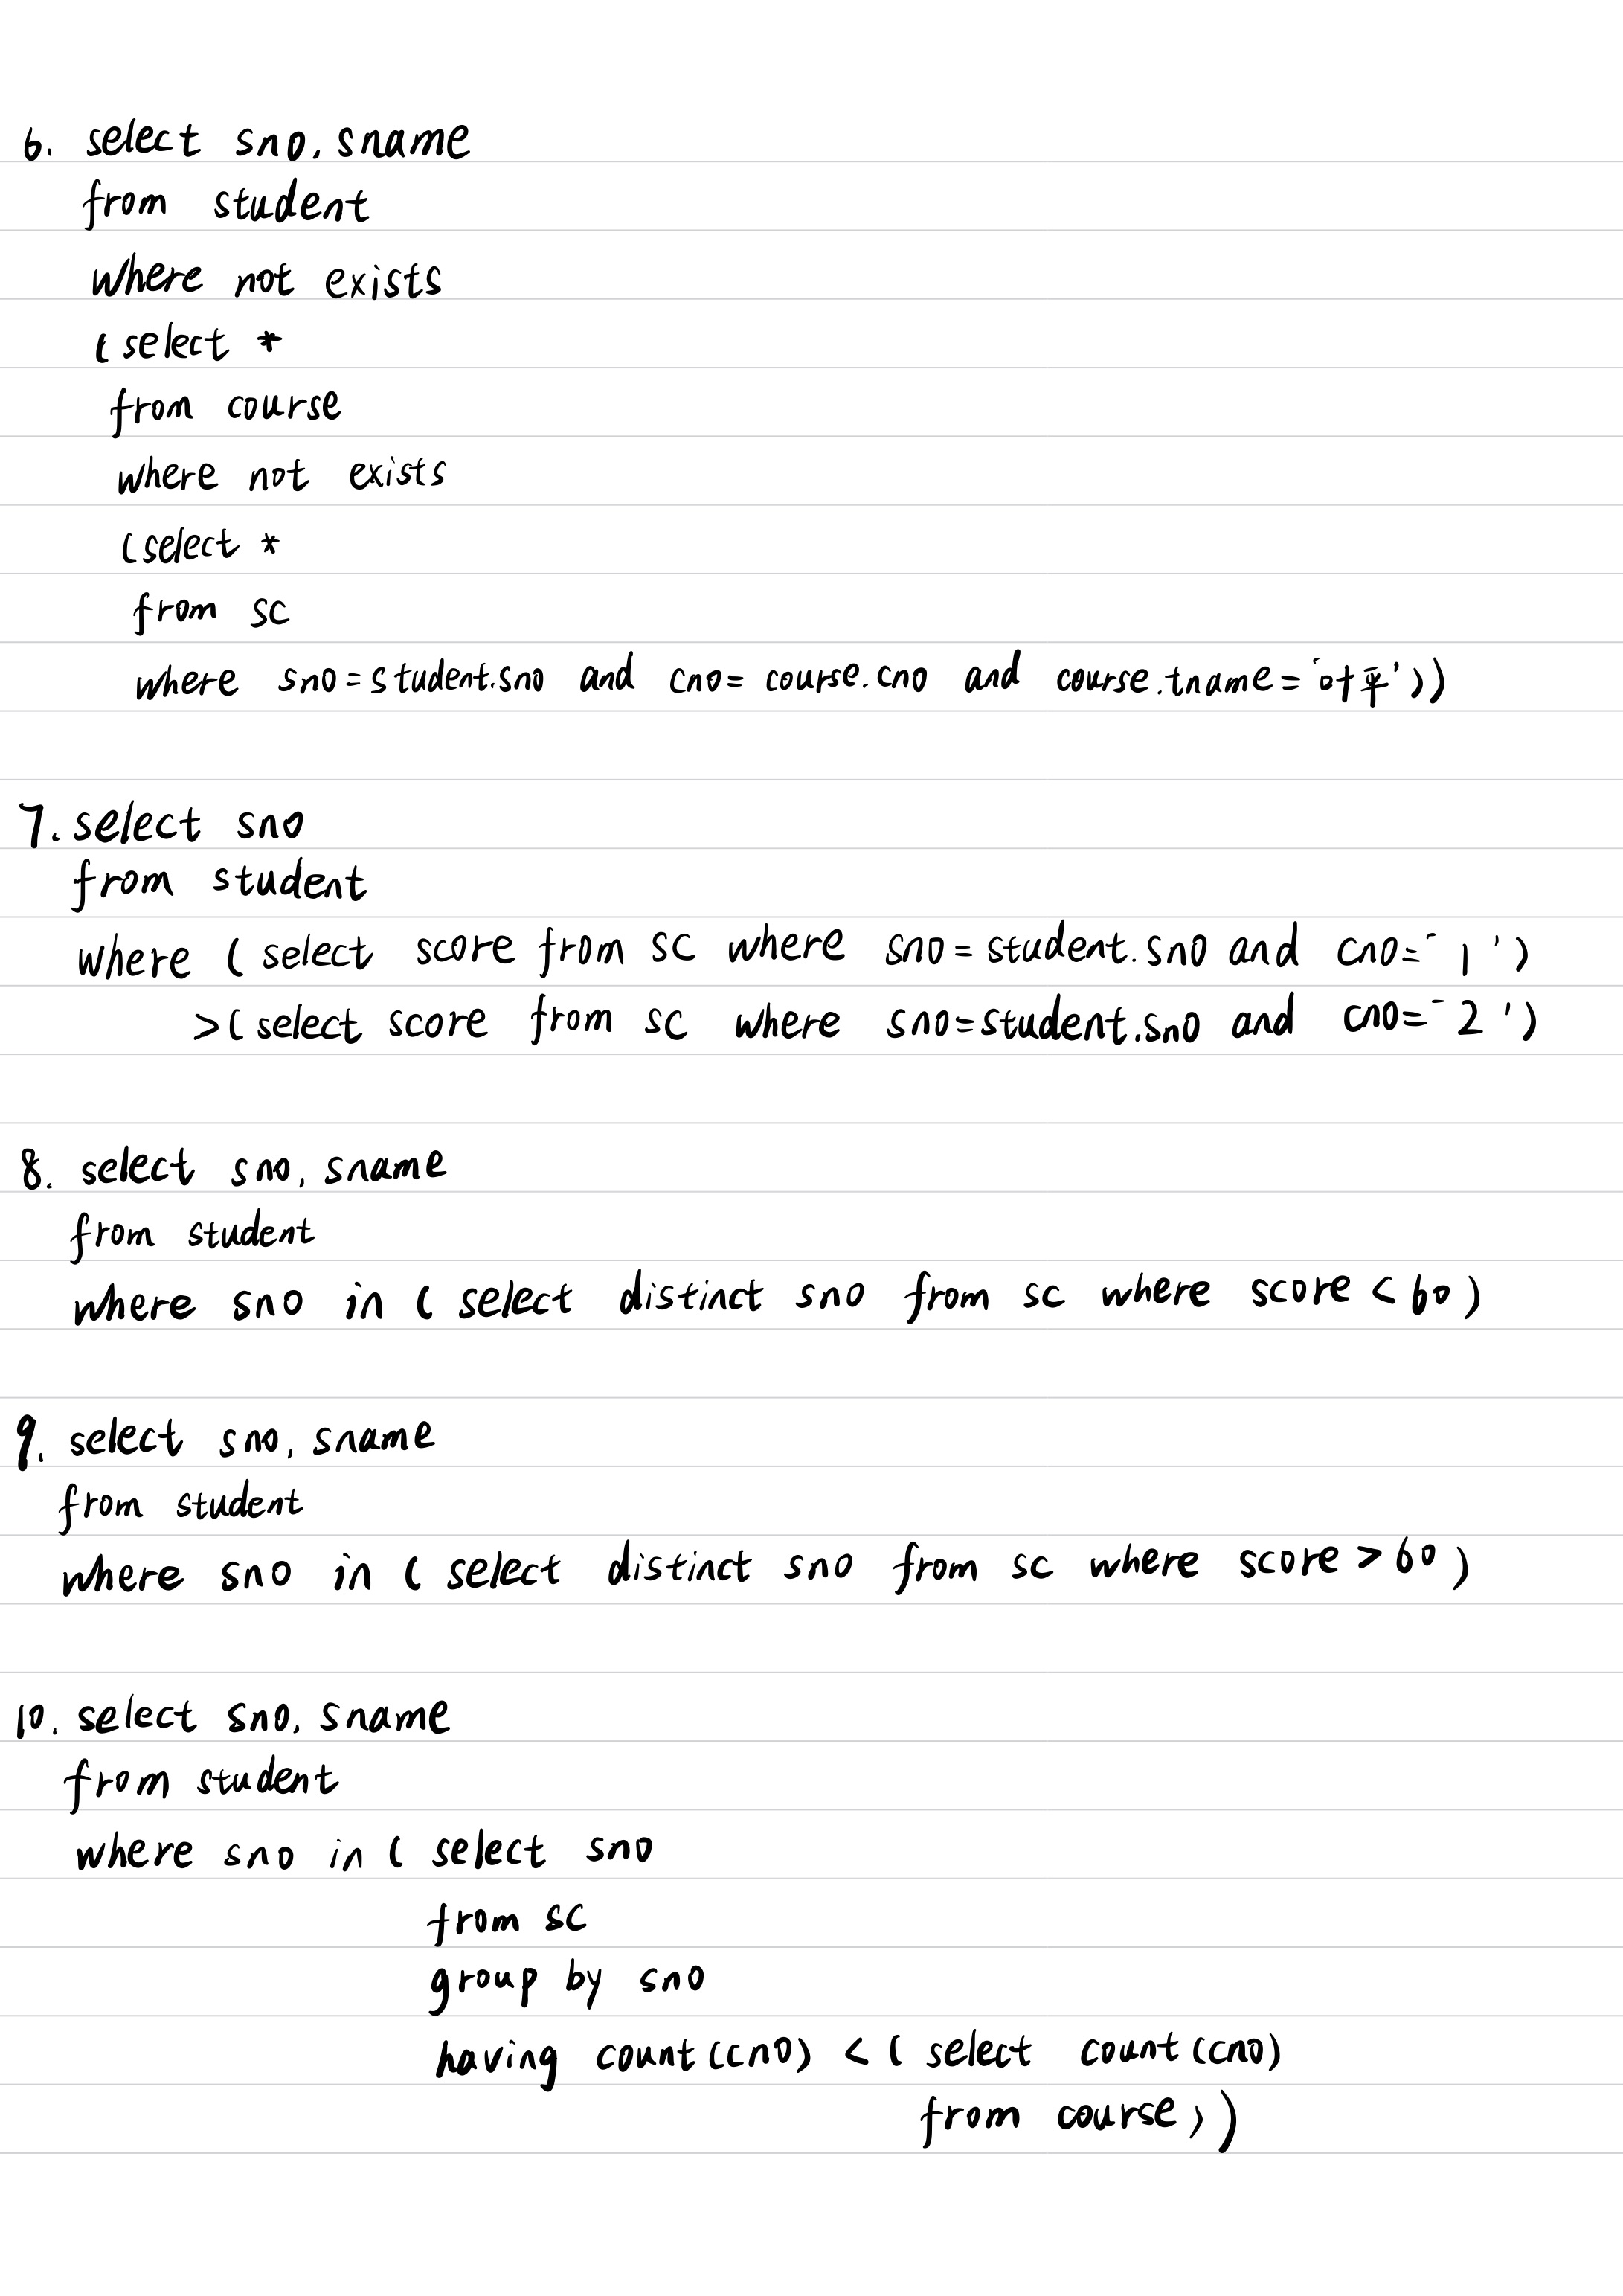 6. select sno, sname
from student
where not exists
(select *
from course
where not exists
(select *
from sc
where sno=student.sno and cno=course.cno and course.tname='叶平'))
7. select sno
from student
where (select score from sc where sno=student.sno and cno='1')
>(select score from sc where sno=student.sno and cno='2')
8. select sno, sname
from student
where sno in (select distinct sno from sc where score<60)
9. select sno, sname
from student
where sno in (select distinct sno from sc where score>60)
10. select sno, sname
from student
where sno in (select sno
from sc
group by sno
having count(cno) < (select count(cno)
from course))